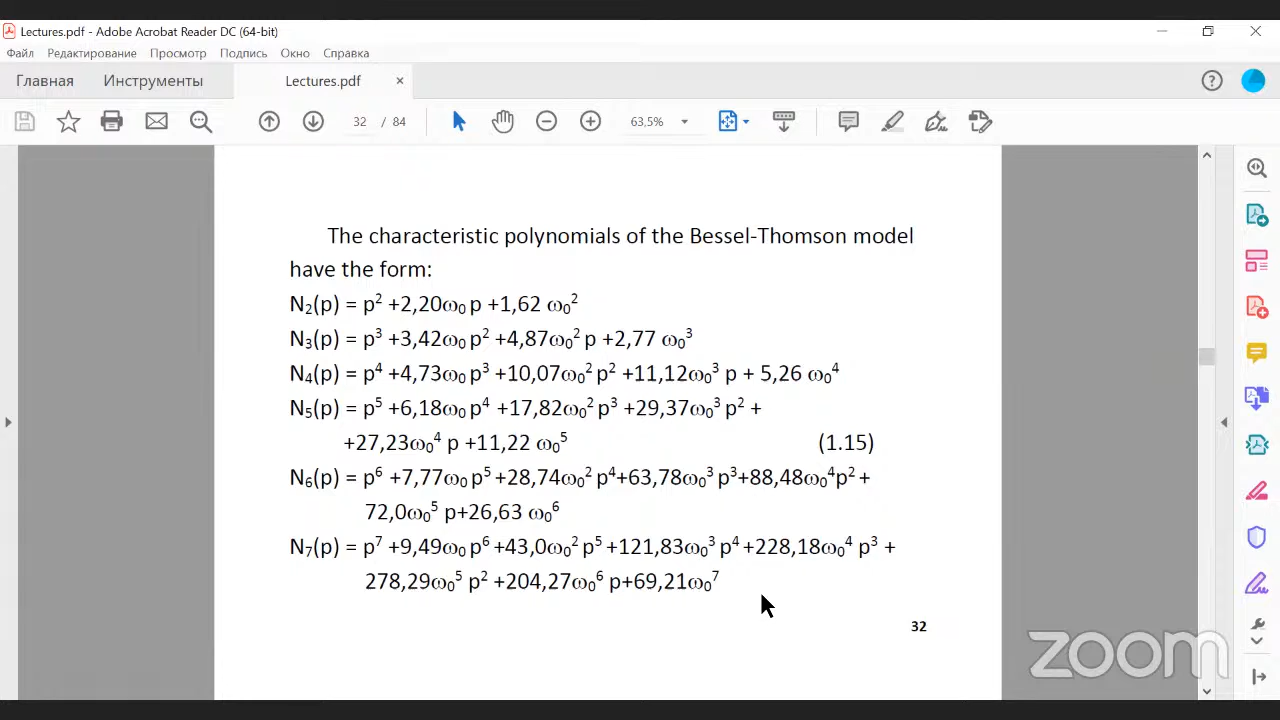 Lectures.pdf - Adobe Acrobat Reader DC (64-bit)
Файл Редактирование Просмотр Подпись Окно Справка
Главная Инструменты Lectures.pdf ×
32 / 84 63,5%
The characteristic polynomials of the Bessel-Thomson model
have the form:
N₂(p) = p² +2,20ω₀ p +1,62 ω₀²
N₃(p) = p³ +3,42ω₀ p² +4,87ω₀² p +2,77 ω₀³
N₄(p) = p⁴ +4,73ω₀ p³ +10,07ω₀² p² +11,12ω₀³ p + 5,26 ω₀⁴
N₅(p) = p⁵ +6,18ω₀ p⁴ +17,82ω₀² p³ +29,37ω₀³ p² +
+27,23ω₀⁴ p +11,22 ω₀⁵ (1.15)
N₆(p) = p⁶ +7,77ω₀ p⁵ +28,74ω₀² p⁴+63,78ω₀³ p³+88,48ω₀⁴p² +
72,0ω₀⁵ p+26,63 ω₀⁶
N₇(p) = p⁷ +9,49ω₀ p⁶ +43,0ω₀² p⁵ +121,83ω₀³ p⁴ +228,18ω₀⁴ p³ +
278,29ω₀⁵ p² +204,27ω₀⁶ p+69,21ω₀⁷
32
zoom